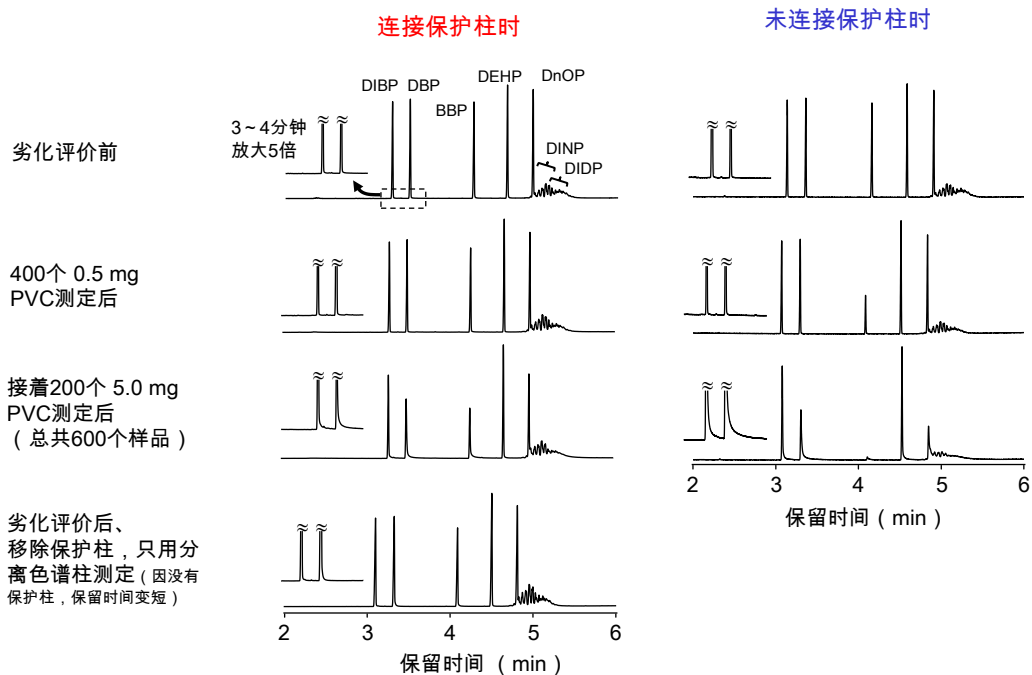 连接保护柱时
未连接保护柱时
劣化评价前
3～4分钟
放大5倍
DIBP
DBP
BBP
DEHP
DnOP
DINP
DIDP
≈ ≈
≈ ≈
400个 0.5 mg
PVC测定后
≈ ≈
≈ ≈
接着200个 5.0 mg
PVC测定后
（总共600个样品）
≈ ≈
≈ ≈
2 3 4 5 6
保留时间（min）
劣化评价后、
移除保护柱，只用分
离色谱柱测定（因没有
保护柱，保留时间变短）
≈ ≈
2 3 4 5 6
保留时间 （min）